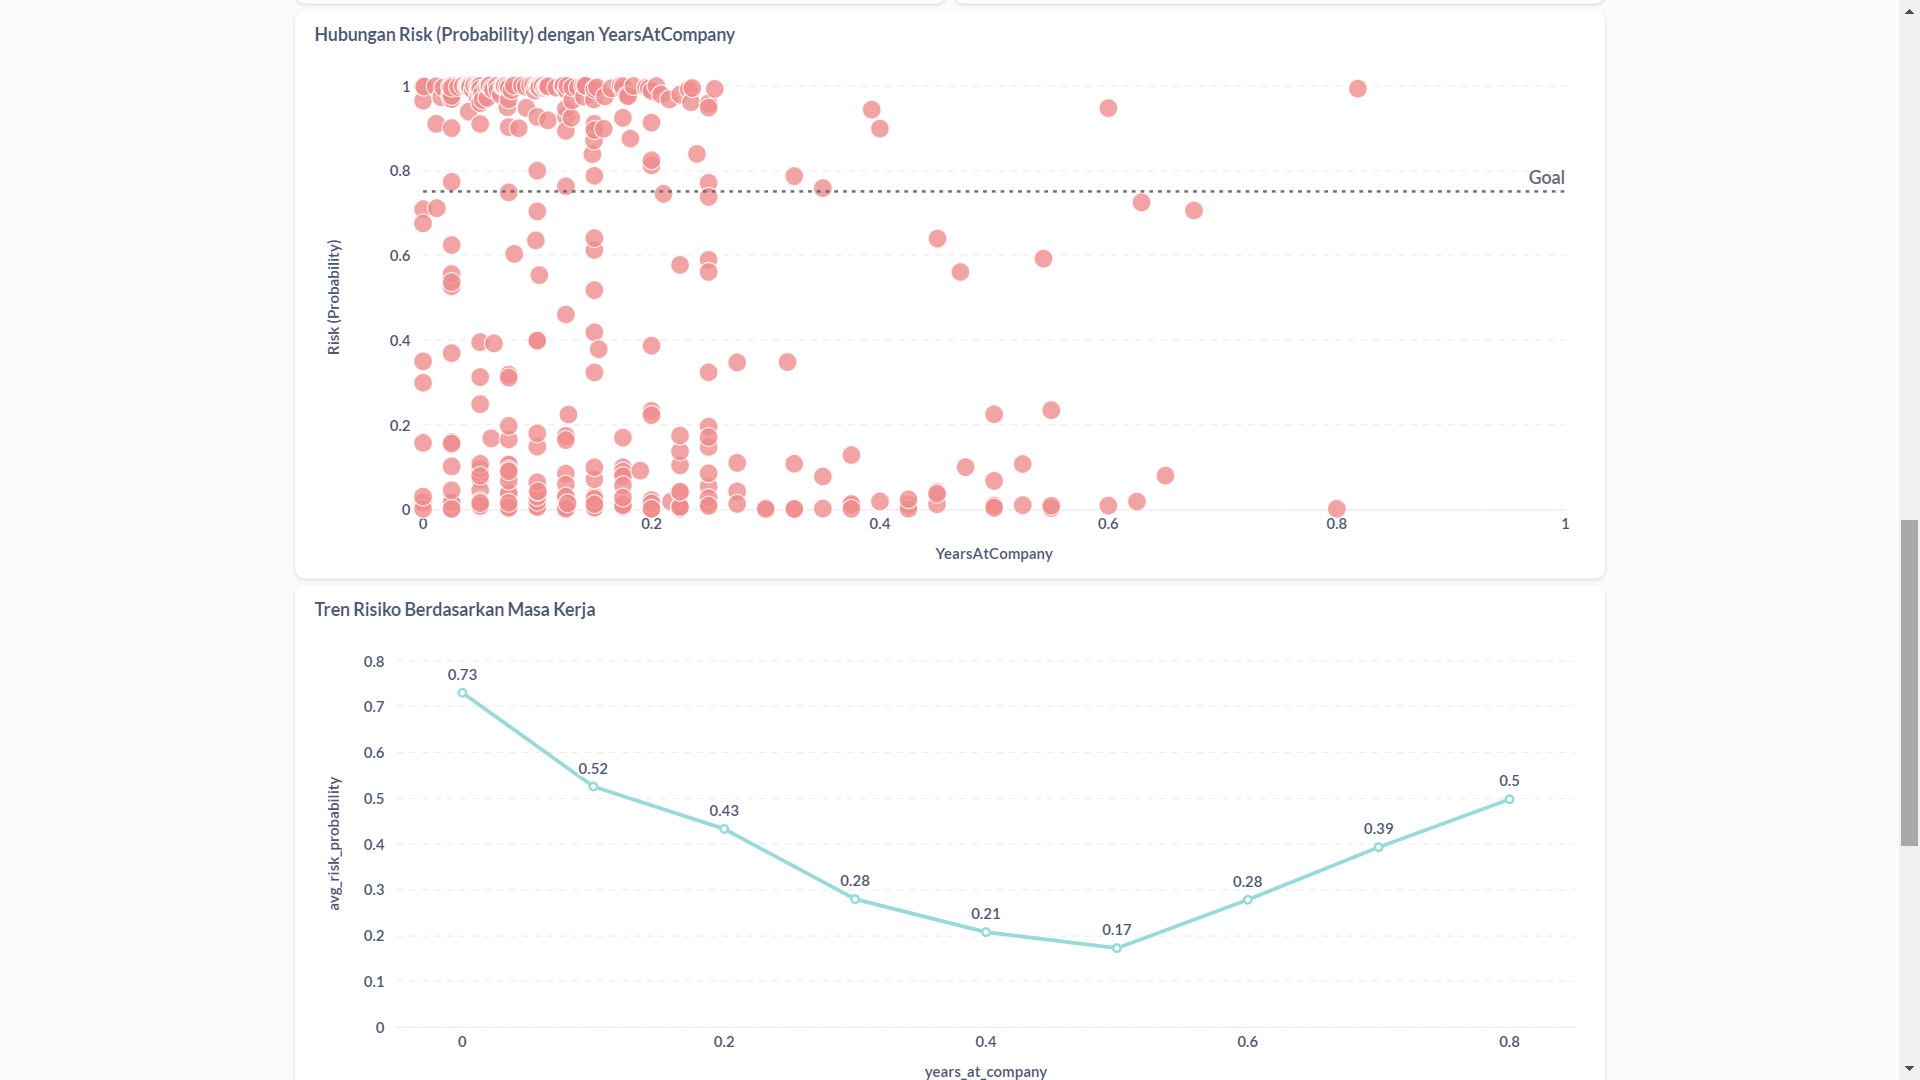 Hubungan Risk (Probability) dengan YearsAtCompany
1
0.8
0.6
0.4
0.2
0
Goal
Risk (Probability)
0 0.2 0.4 0.6 0.8 1
YearsAtCompany
Tren Risiko Berdasarkan Masa Kerja
0.8
0.7
0.6
0.5
0.4
0.3
0.2
0.1
0
avg_risk_probability
0.73
0.52
0.43
0.28
0.21
0.17
0.28
0.39
0.5
0 0.2 0.4 0.6 0.8
years_at_company